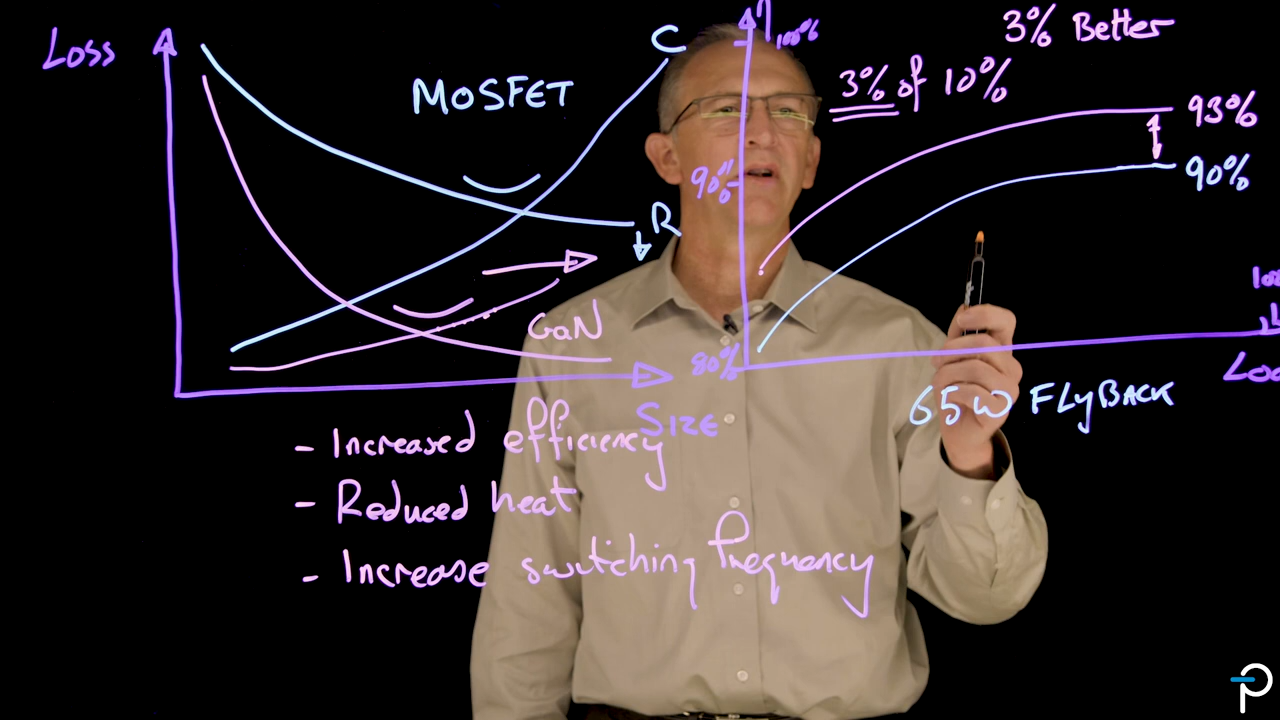 Loss
MOSFET
C
R
GaN
SIZE
- Increased efficiency
- Reduced heat
- Increase switching frequency
η
100%
90%
80%
3% Better
3% of 10%
93%
90%
65W FLyBACK